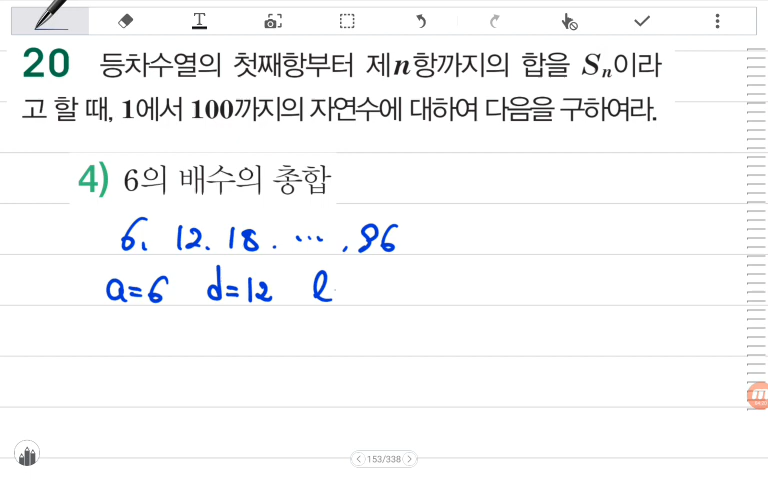 T
20 등차수열의 첫째항부터 제n항까지의 합을 Sₙ이라
고 할 때, 1에서 100까지의 자연수에 대하여 다음을 구하여라.
4) 6의 배수의 총합
6, 12. 18. ..., 96
a=6 d=12 l
153/338